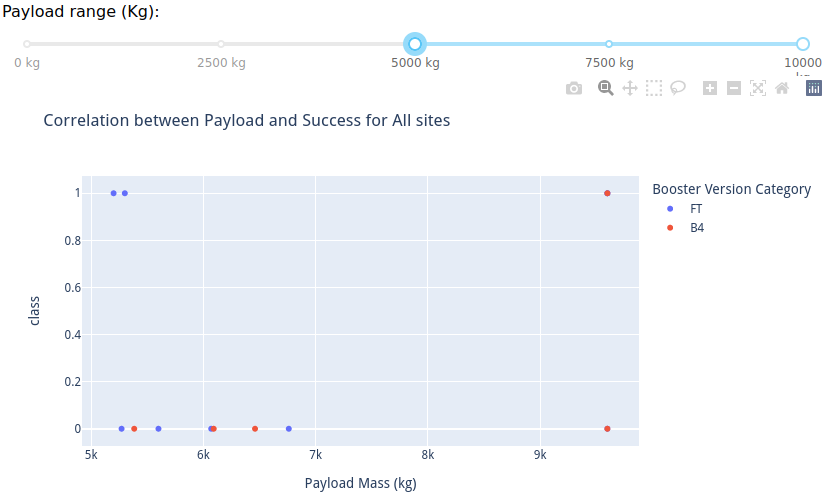 Payload range (Kg):
0 kg 2500 kg 5000 kg 7500 kg 10000
Correlation between Payload and Success for All sites
Booster Version Category
FT
B4
1
0.8
0.6
0.4
0.2
0
class
5k 6k 7k 8k 9k
Payload Mass (kg)